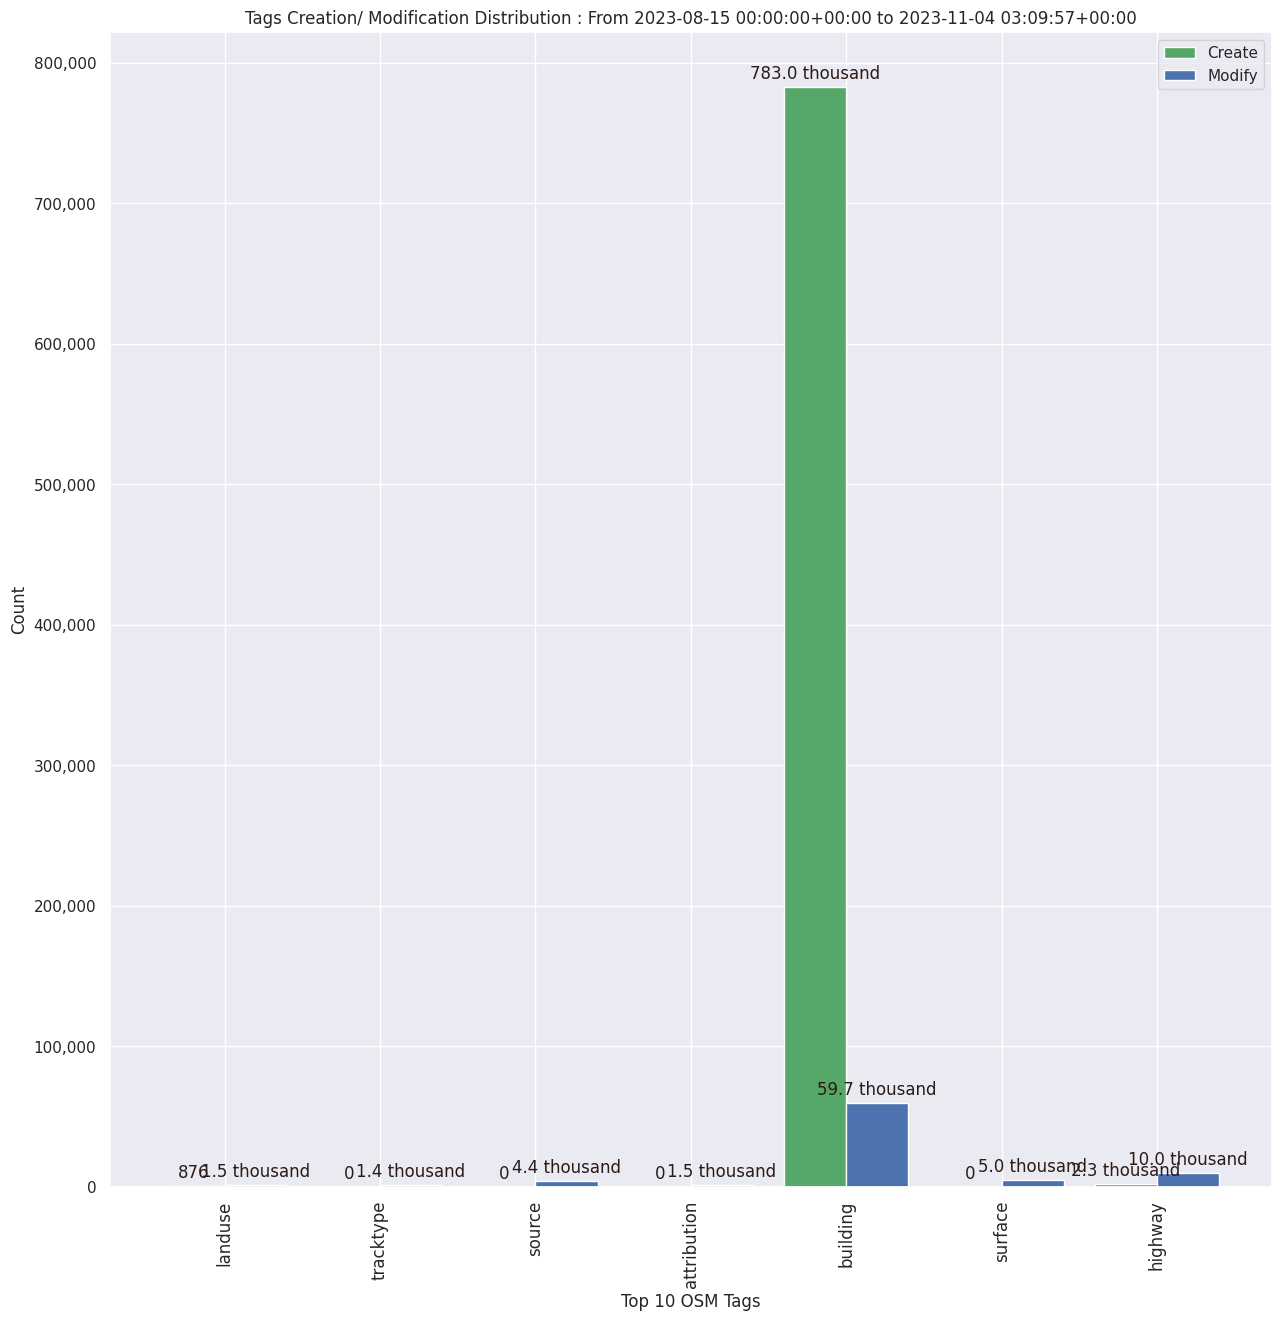 Tags Creation/ Modification Distribution : From 2023-08-15 00:00:00+00:00 to 2023-11-04 03:09:57+00:00
Create
Modify
800,000
700,000
600,000
500,000
400,000
300,000
200,000
100,000
0
Count
783.0 thousand
59.7 thousand
876
1.5 thousand
0
1.4 thousand
0
4.4 thousand
0
1.5 thousand
0
5.0 thousand
2.3 thousand
10.0 thousand
landuse
tracktype
source
attribution
building
surface
highway
Top 10 OSM Tags